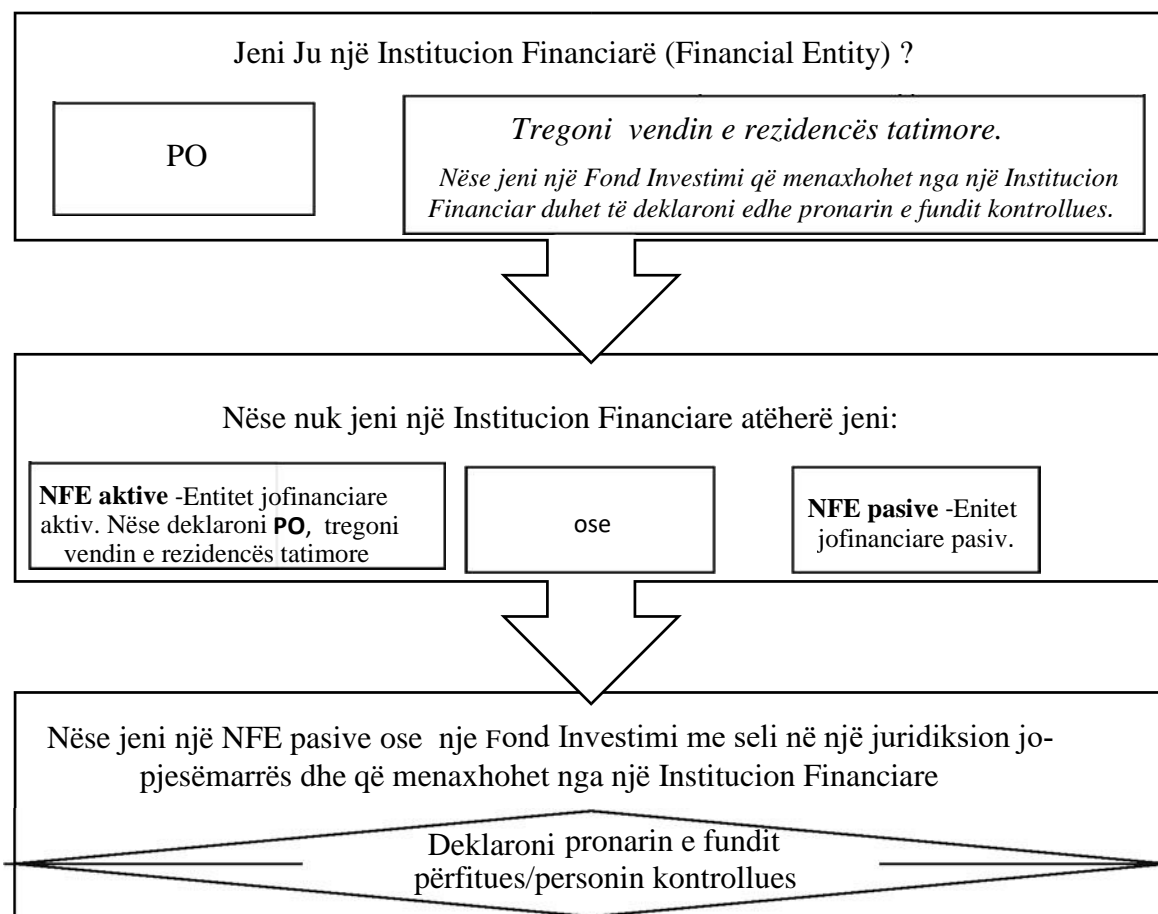 Jeni Ju një Institucion Financiarë (Financial Entity) ?
PO
Tregoni vendin e rezidencës tatimore.
Nëse jeni një Fond Investimi që menaxhohet nga një Institucion
Financiar duhet të deklaroni edhe pronarin e fundit kontrollues.
Nëse nuk jeni një Institucion Financiare atëherë jeni:
NFE aktive -Entitet jofinanciare
aktiv. Nëse deklaroni PO, tregoni
vendin e rezidencës tatimore
ose
NFE pasive -Enitet
jofinanciare pasiv.
Nëse jeni një NFE pasive ose nje Fond Investimi me seli në një juridiksion jo-
pjesëmarrës dhe që menaxhohet nga një Institucion Financiare
Deklaroni pronarin e fundit
përfitues/personin kontrollues